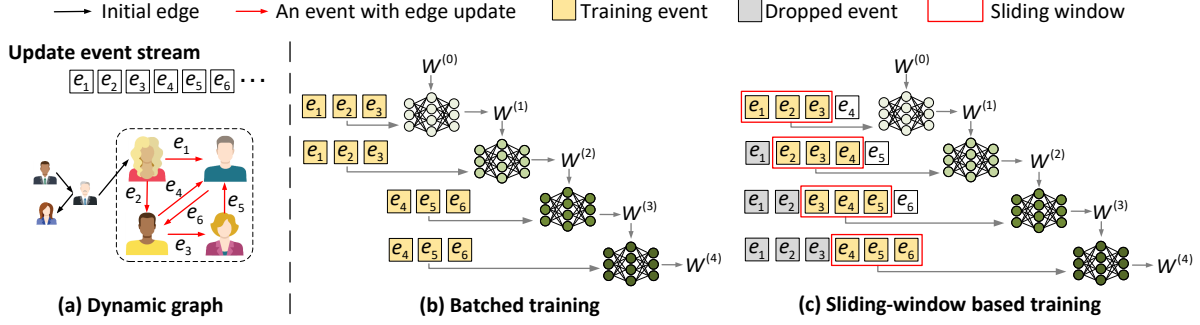 Initial edge An event with edge update Training event Dropped event Sliding window
Update event stream
e1 e2 e3 e4 e5 e6 ...
e1
e2 e4
e6 e5
e3
(a) Dynamic graph
W(0)
e1 e2 e3
W(1)
e1 e2 e3
W(2)
e4 e5 e6
W(3)
e4 e5 e6
W(4)
(b) Batched training
W(0)
e1 e2 e3 e4
W(1)
e1 e2 e3 e4 e5
W(2)
e1 e2 e3 e4 e5 e6
W(3)
e1 e2 e3 e4 e5 e6
W(4)
(c) Sliding-window based training